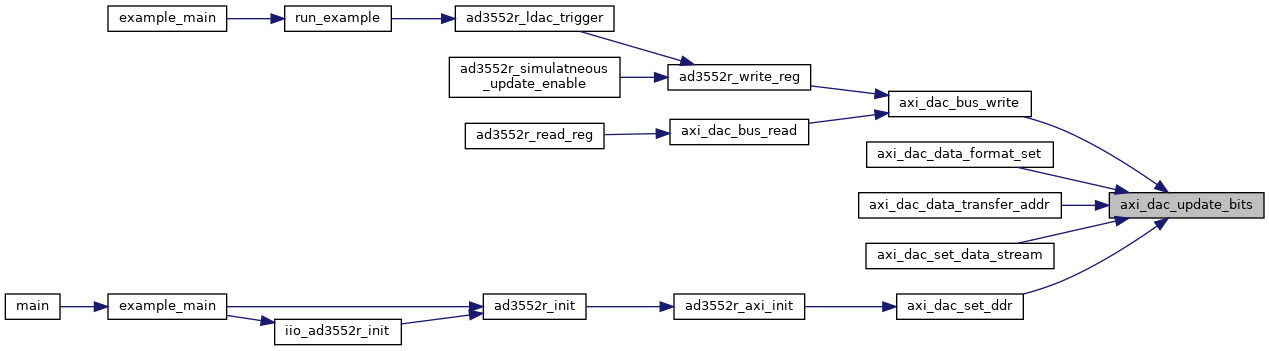 example_main
run_example
ad3552r_ldac_trigger
ad3552r_simulatneous
_update_enable
ad3552r_write_reg
axi_dac_bus_write
ad3552r_read_reg
axi_dac_bus_read
axi_dac_data_format_set
axi_dac_data_transfer_addr
axi_dac_update_bits
axi_dac_set_data_stream
main
example_main
ad3552r_init
ad3552r_axi_init
axi_dac_set_ddr
iio_ad3552r_init